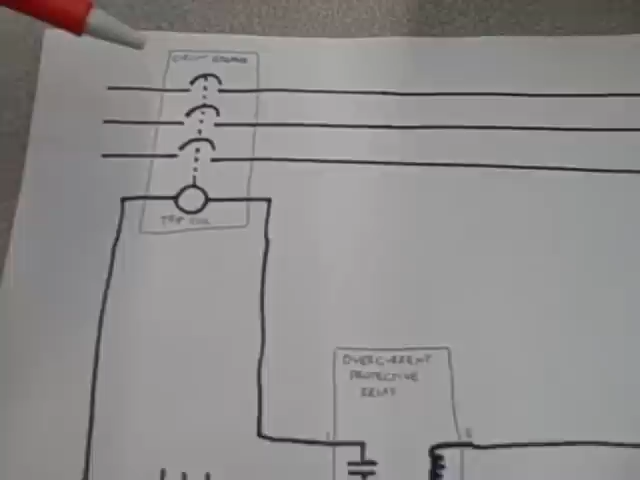 CIRCUIT BREAKER
TRIP COIL
OVERCURRENT
PROTECTIVE
RELAY